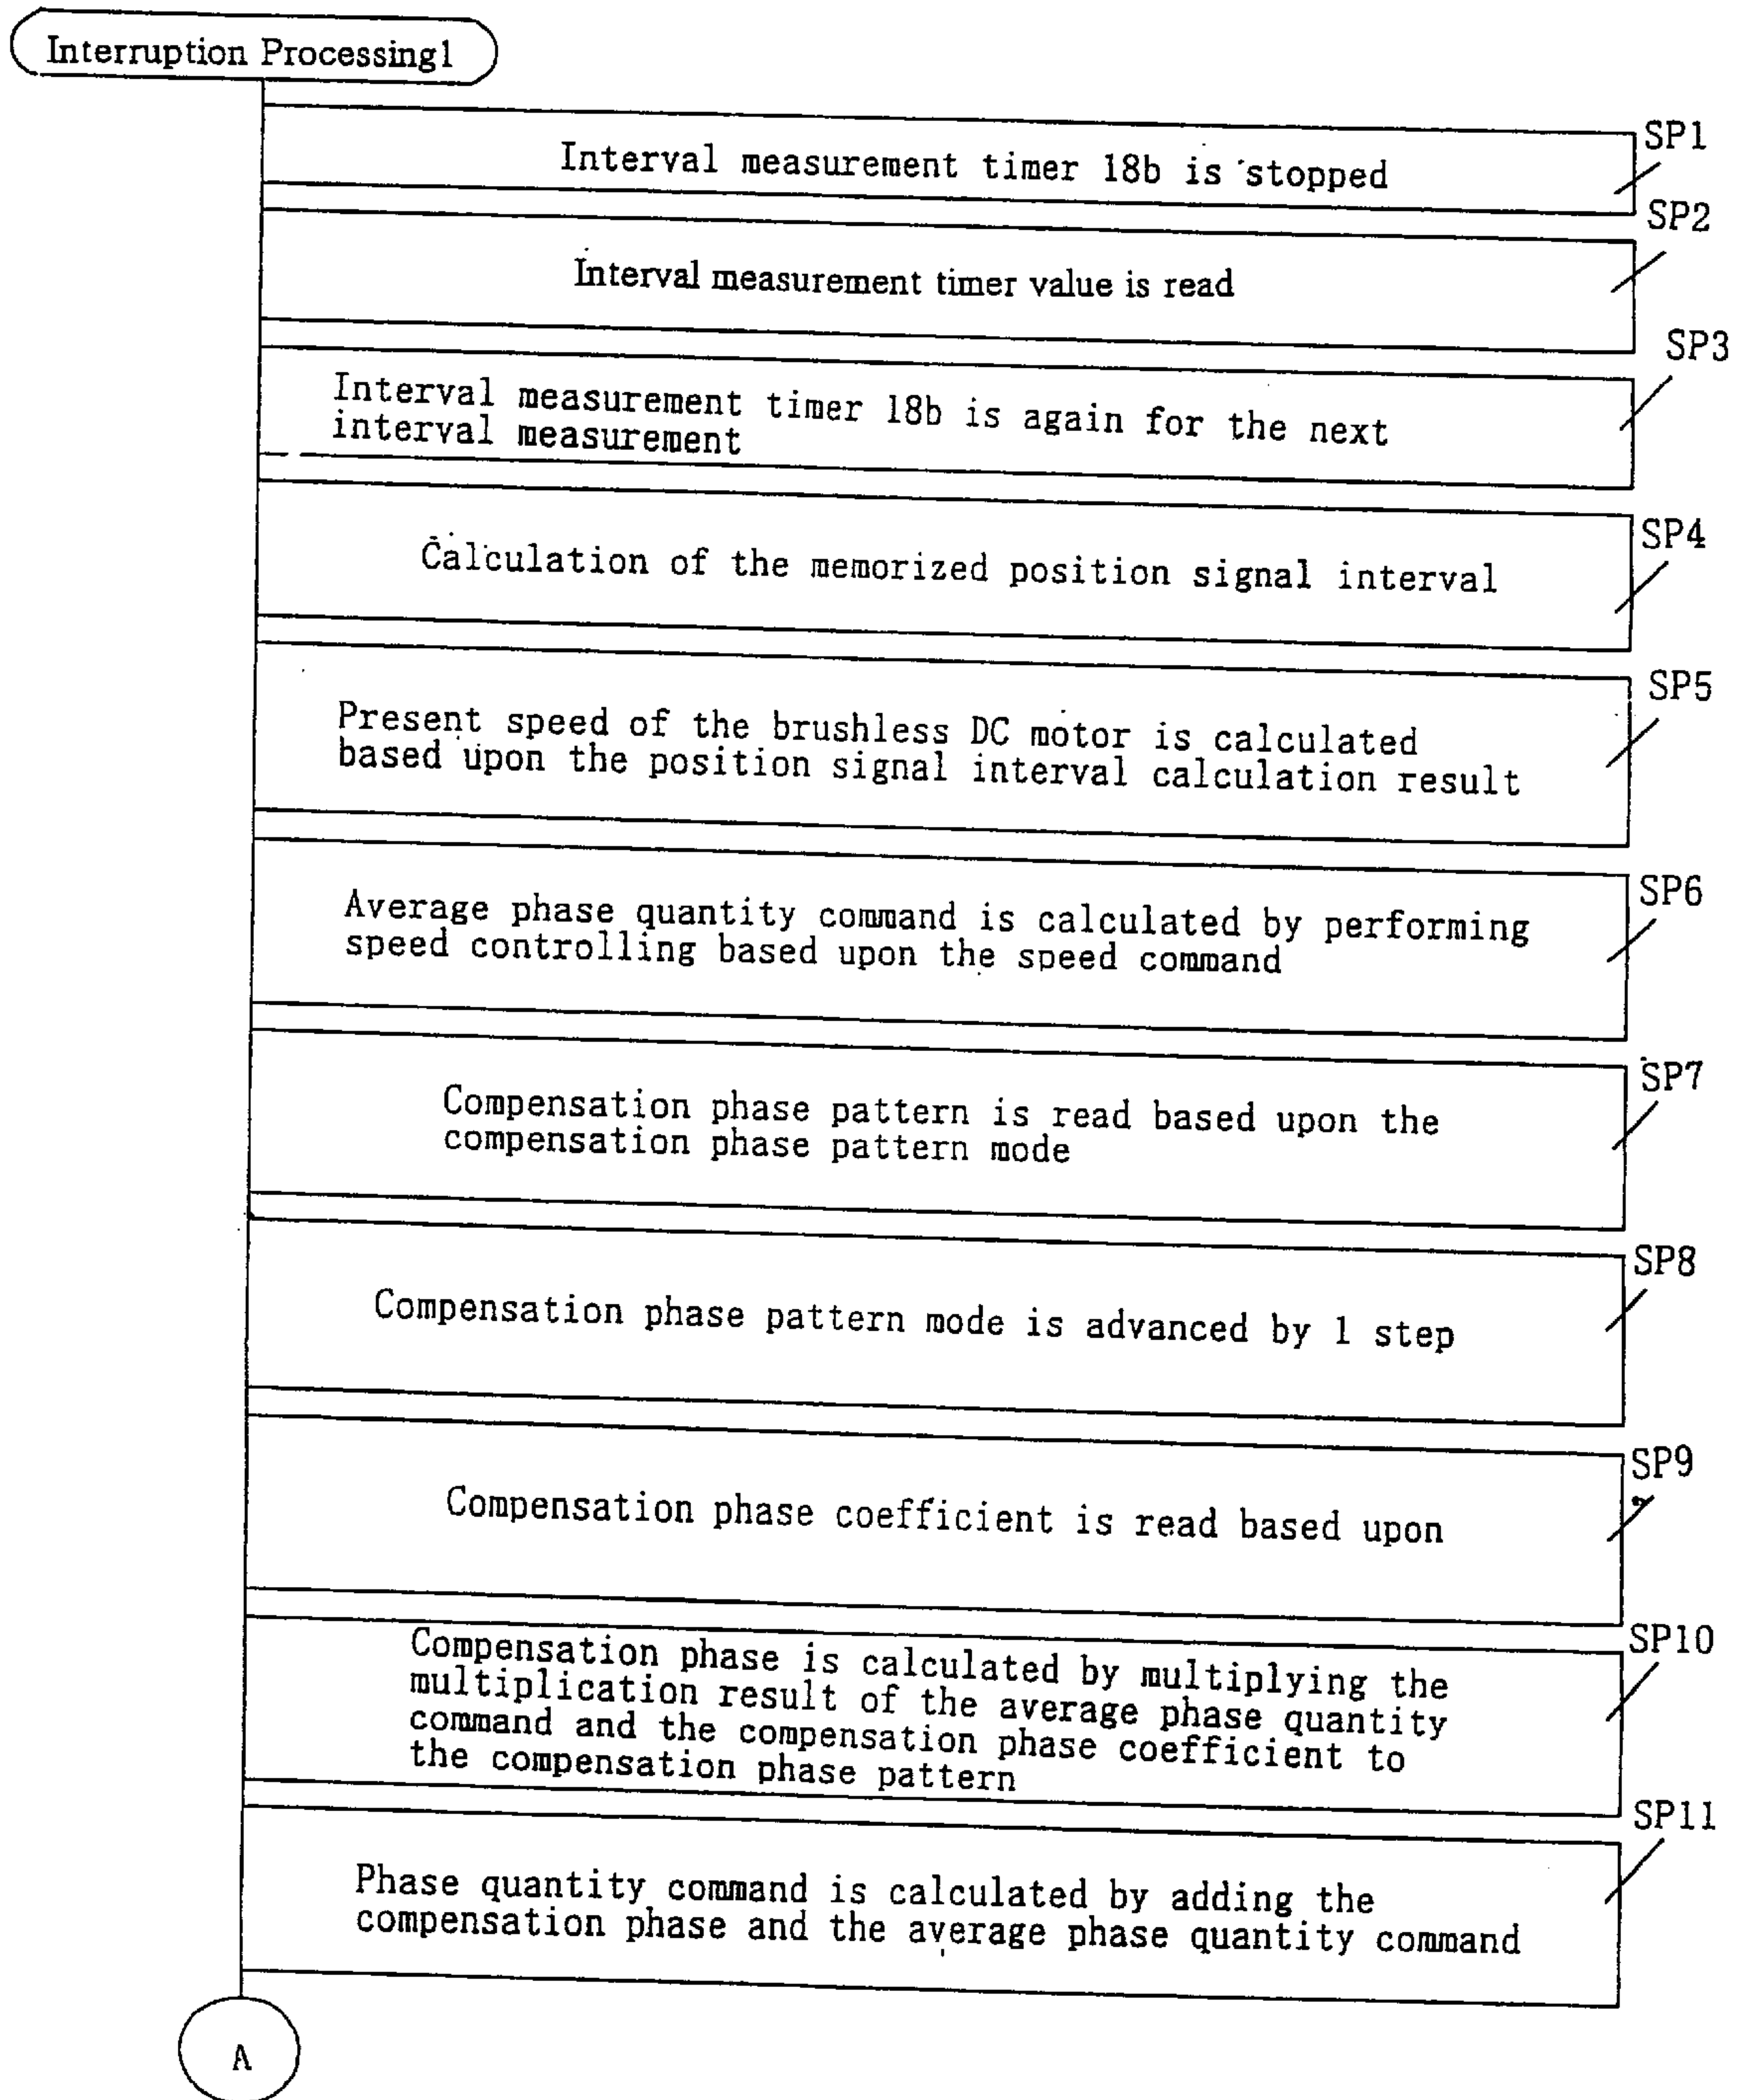 Interruption Processing1
SP1
Interval measurement timer 18b is stopped
SP2
Interval measurement timer value is read
SP3
Interval measurement timer 18b is again for the next
interval measurement
SP4
Calculation of the memorized position signal interval
SP5
Present speed of the brushless DC motor is calculated
based upon the position signal interval calculation result
SP6
Average phase quantity command is calculated by performing
speed controlling based upon the speed command
SP7
Compensation phase pattern is read based upon the
compensation phase pattern mode
SP8
Compensation phase pattern mode is advanced by 1 step
SP9
Compensation phase coefficient is read based upon
SP10
Compensation phase is calculated by multiplying the
multiplication result of the average phase quantity
command and the compensation phase coefficient to
the compensation phase pattern
SP11
Phase quantity command is calculated by adding the
compensation phase and the average phase quantity command
A